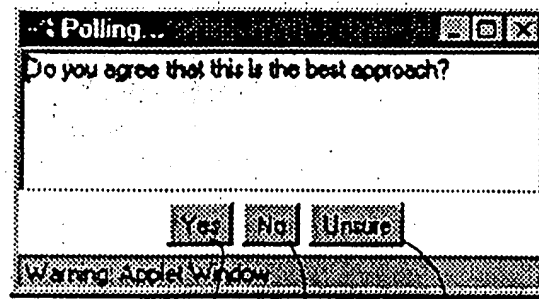 Polling...
Do you agree that this is the best approach?
Yes No Unsure
Warning: Applet Window